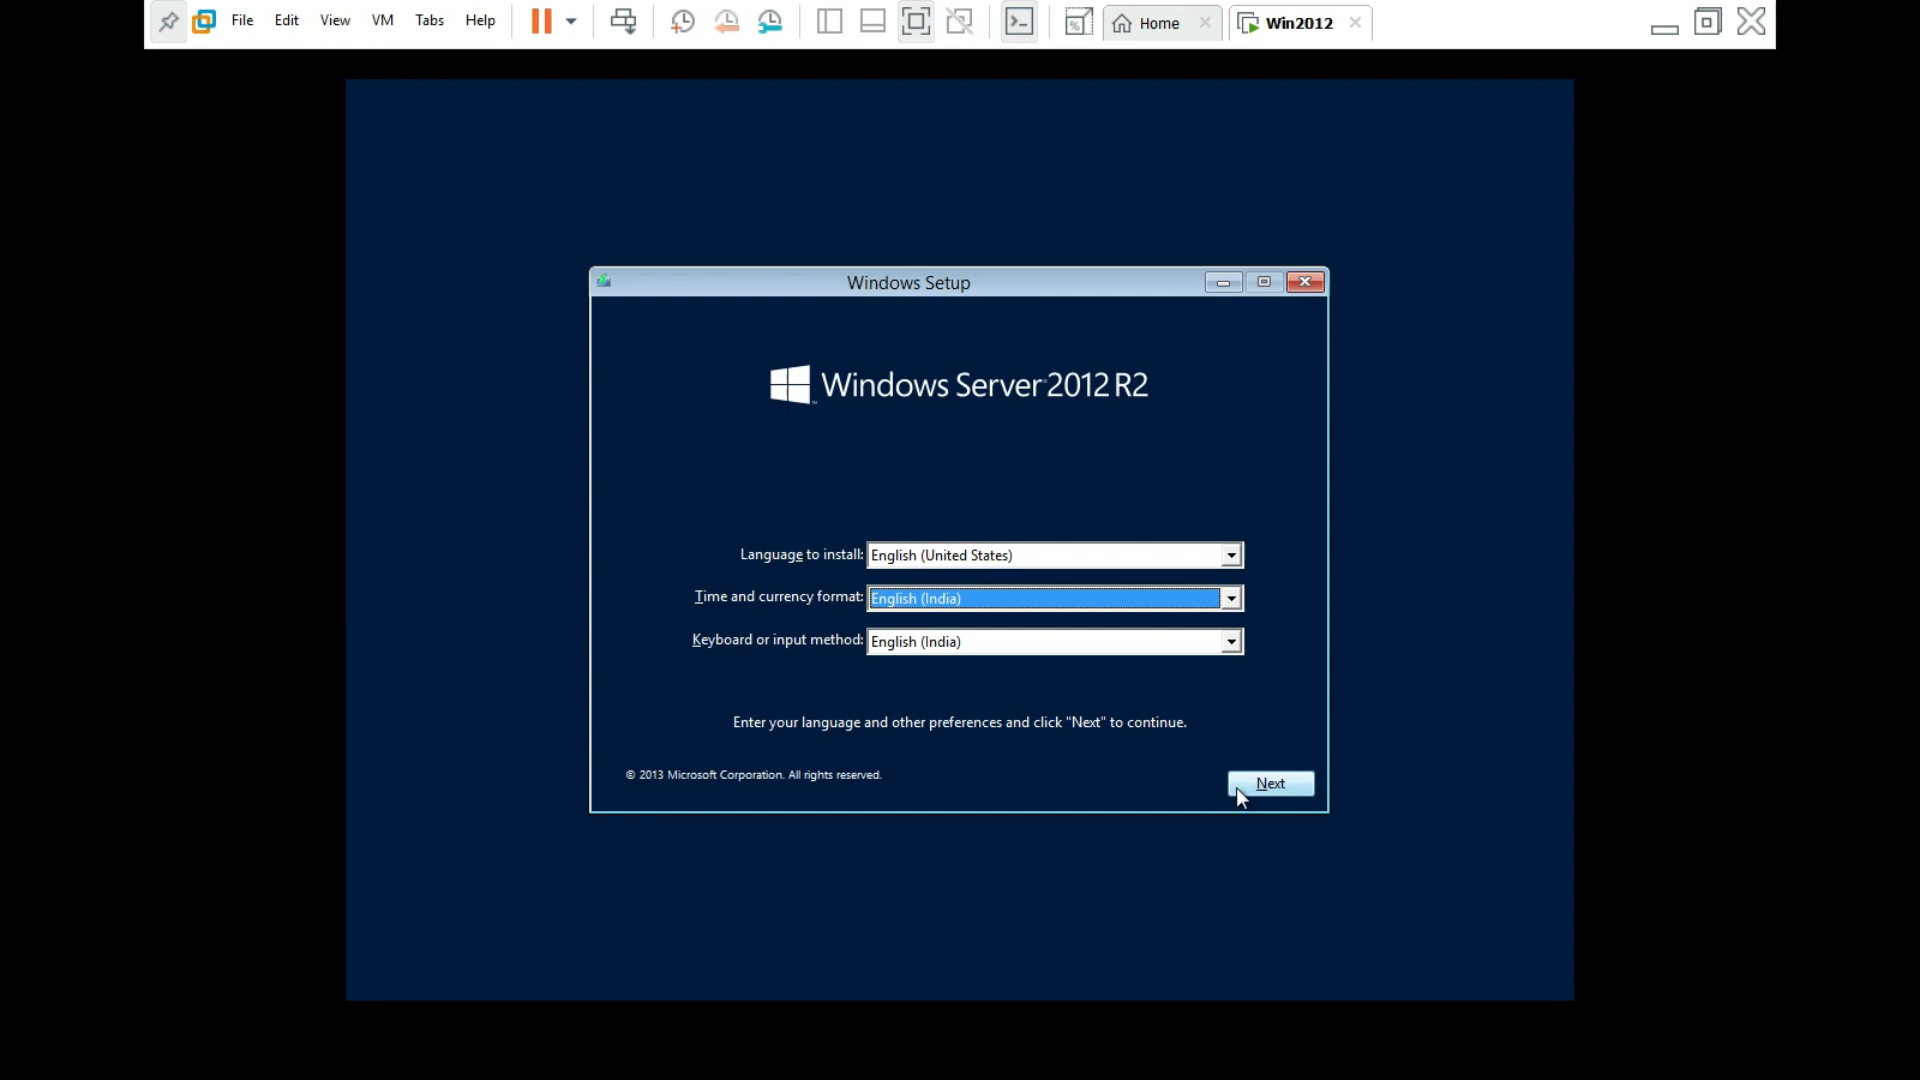 File Edit View VM Tabs Help Home Win2012
Windows Setup
Windows Server 2012 R2
Language to install: English (United States)
Time and currency format: English (India)
Keyboard or input method: English (India)
Enter your language and other preferences and click "Next" to continue.
© 2013 Microsoft Corporation. All rights reserved.
Next